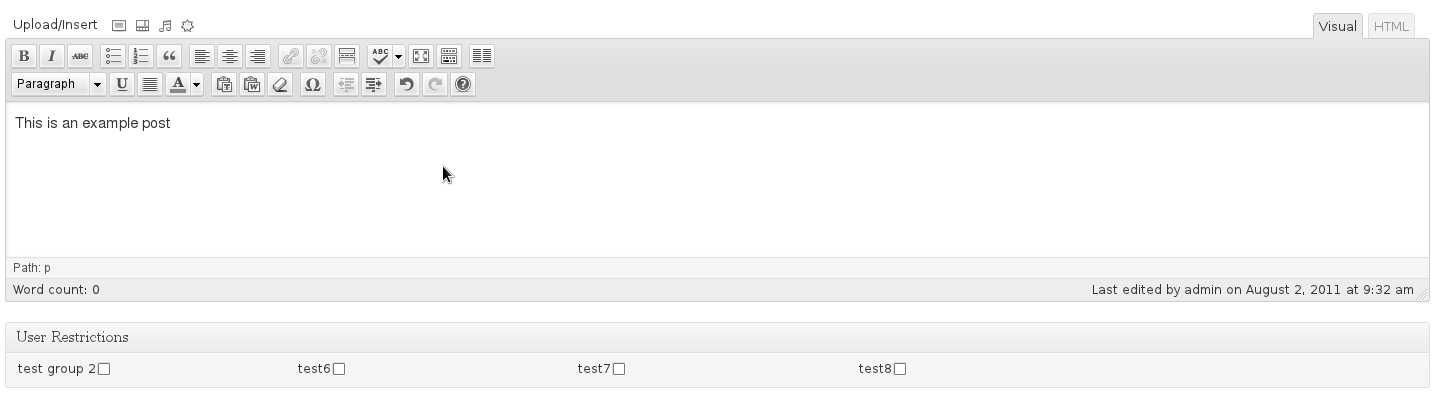 Upload/Insert
Visual HTML
B I ABC ABC
Paragraph U A T W Ω ?
This is an example post
Path: p
Word count: 0 Last edited by admin on August 2, 2011 at 9:32 am
User Restrictions
test group 2 test6 test7 test8